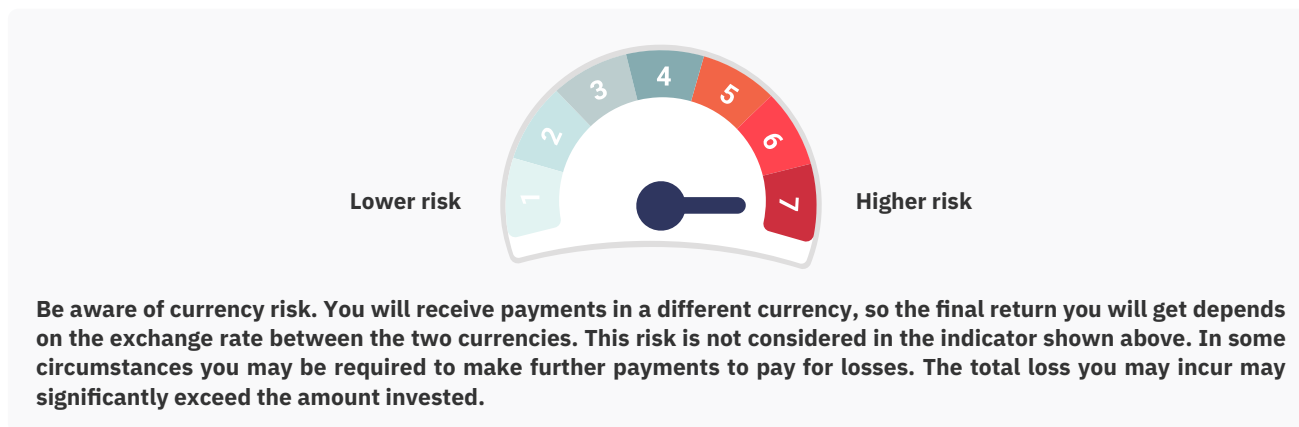 1
2
3
4
5
6
7
Lower risk
Higher risk
Be aware of currency risk. You will receive payments in a different currency, so the final return you will get depends
on the exchange rate between the two currencies. This risk is not considered in the indicator shown above. In some
circumstances you may be required to make further payments to pay for losses. The total loss you may incur may
significantly exceed the amount invested.